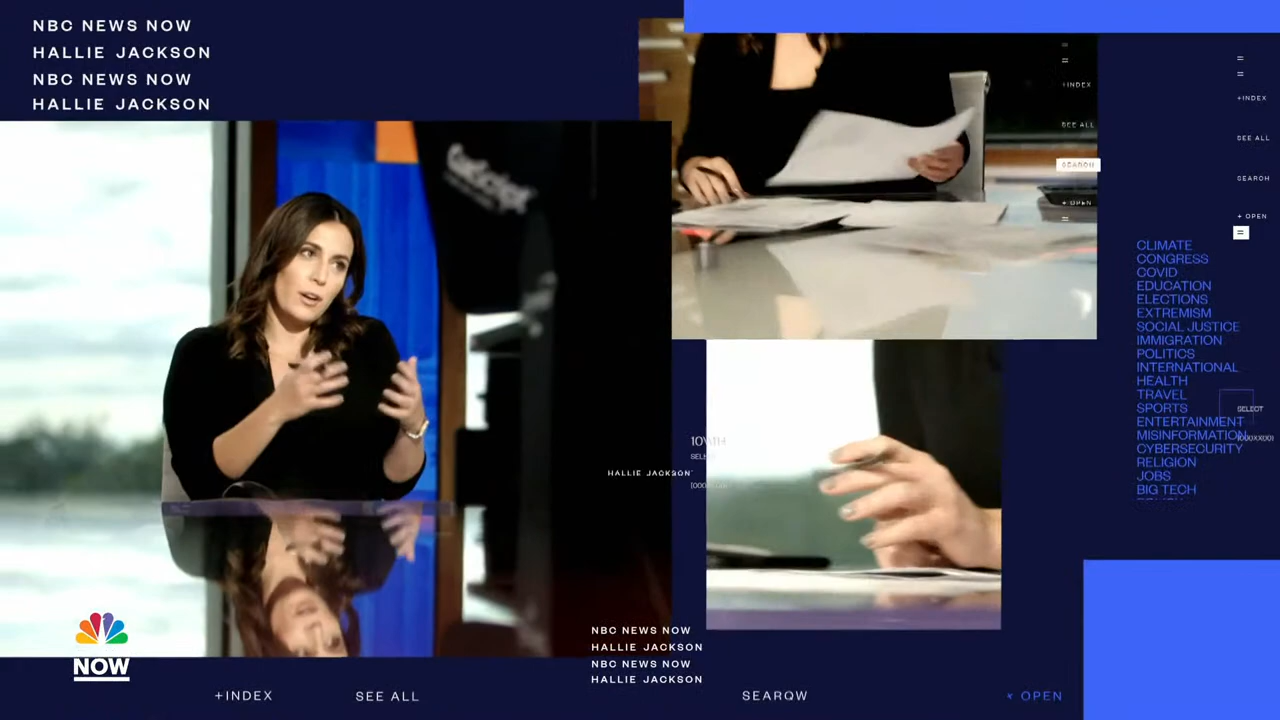 NBC NEWS NOW
HALLIE JACKSON
NBC NEWS NOW
HALLIE JACKSON
+INDEX
SEE ALL
SEARCH
+ OPEN
+INDEX
SEE ALL
SEARCH
+ OPEN
CLIMATE
CONGRESS
COVID
EDUCATION
ELECTIONS
EXTREMISM
SOCIAL JUSTICE
IMMIGRATION
POLITICS
INTERNATIONAL
HEALTH
TRAVEL
SPORTS
ENTERTAINMENT
MISINFORMATION
CYBERSECURITY
RELIGION
JOBS
BIG TECH
SELECT
HALLIE JACKSON
NBC NEWS NOW
HALLIE JACKSON
NBC NEWS NOW
HALLIE JACKSON
NOW
+INDEX
SEE ALL
SEARQW
OPEN